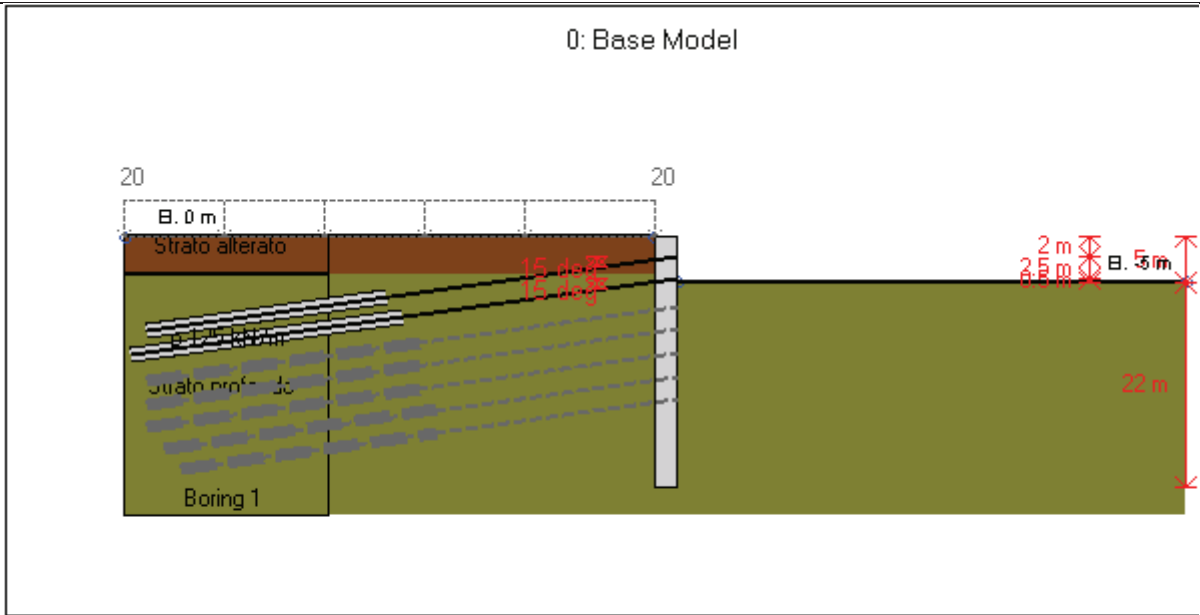 0: Base Model
20
20
El. 0 m
Strato alterato
2 m
5 m
15 deg
2.5 m
El. -5 m
0.5 m
15 deg
22 m
Boring 1